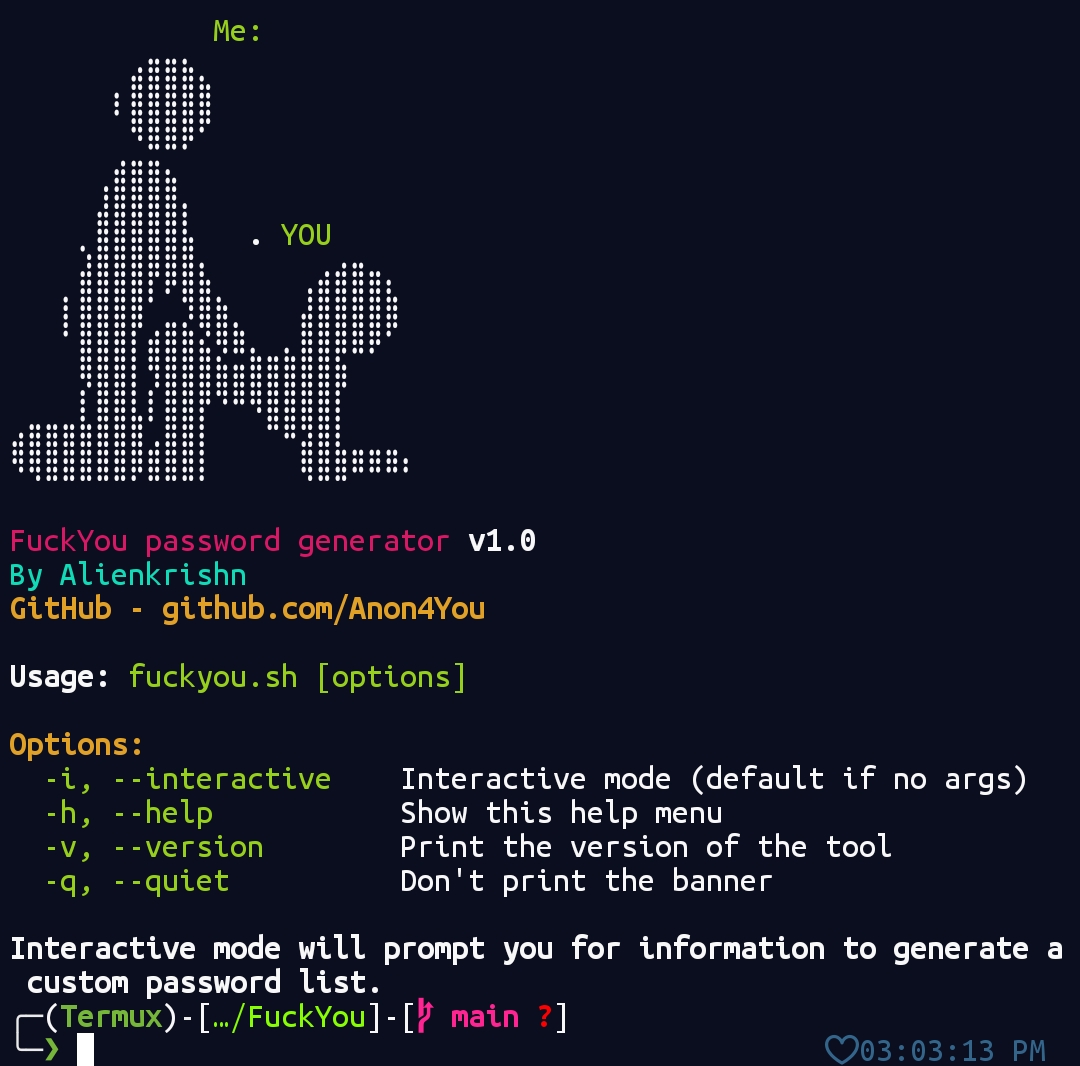 Me:
. YOU
FuckYou password generator v1.0
By Alienkrishn
GitHub - github.com/Anon4You
Usage: fuckyou.sh [options]
Options:
-i, --interactive    Interactive mode (default if no args)
-h, --help           Show this help menu
-v, --version        Print the version of the tool
-q, --quiet          Don't print the banner
Interactive mode will prompt you for information to generate a
custom password list.
(Termux)-[…/FuckYou]-[ main ?]
❯ ♡03:03:13 PM